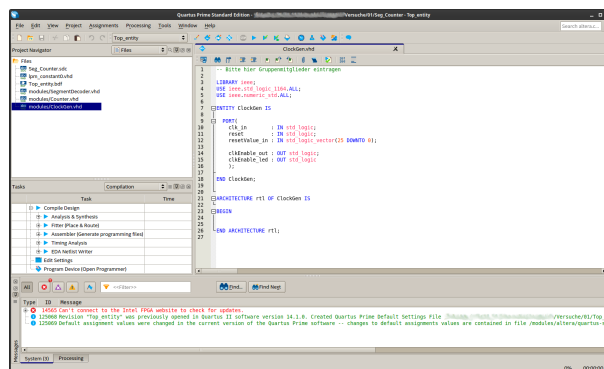 Quartus Prime Standard Edition - /Versuche/01/Seg_Counter - Top_entity
File Edit View Project Assignments Processing Tools Window Help
Search altera...
Top_entity
Project Navigator
Files
ClockGen.vhd
Files
Seg_Counter.sdc
lpm_constant0.vhd
Top_entity.bdf
modules/SegmentDecoder.vhd
modules/Counter.vhd
modules/ClockGen.vhd
1 -- Bitte hier Gruppenmitglieder eintragen
2
3 LIBRARY ieee;
4 USE ieee.std_logic_1164.ALL;
5 USE ieee.numeric_std.ALL;
6
7 ENTITY ClockGen IS
8
9 PORT(
10 clk_in : IN std_logic;
11 reset : IN std_logic;
12 resetValue_in : IN std_logic_vector(25 DOWNTO 0);
13
14 clkEnable_out : OUT std_logic;
15 clkEnable_led : OUT std_logic
16 );
17
18 END ClockGen;
19
20
21 ARCHITECTURE rtl OF ClockGen IS
22
23 BEGIN
24
25
26 END ARCHITECTURE rtl;
27
Tasks
Compilation
Task Time
Compile Design
Analysis & Synthesis
Fitter (Place & Route)
Assembler (Generate programming files)
Timing Analysis
EDA Netlist Writer
Edit Settings
Program Device (Open Programmer)
All
<<Filter>>
Find...
Find Next
Type ID Message
14565 Can't connect to the Intel FPGA website to check for updates.
125068 Revision "Top_entity" was previously opened in Quartus II software version 14.1.0. Created Quartus Prime Default Settings File /Versuche/01/Top_
125069 Default assignment values were changed in the current version of the Quartus Prime software -- changes to default assignments values are contained in file /modules/altera/quartus-s
Messages
System (3) Processing
0% 00:00:00